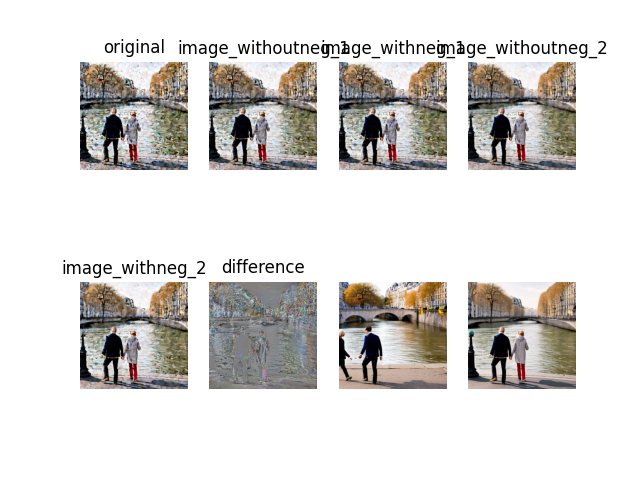 original
image_withoutneg_1
image_withneg_1
image_withoutneg_2
image_withneg_2
difference